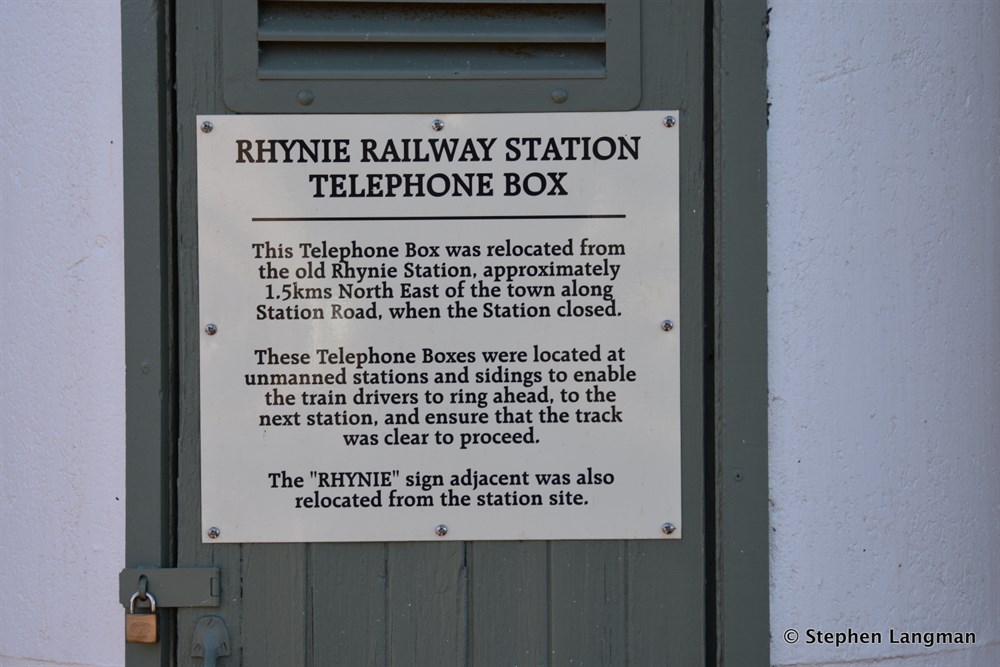 RHYNIE RAILWAY STATION
TELEPHONE BOX
This Telephone Box was relocated from
the old Rhynie Station, approximately
1.5kms North East of the town along
Station Road, when the Station closed.
These Telephone Boxes were located at
unmanned stations and sidings to enable
the train drivers to ring ahead, to the
next station, and ensure that the track
was clear to proceed.
The "RHYNIE" sign adjacent was also
relocated from the station site.
© Stephen Langman